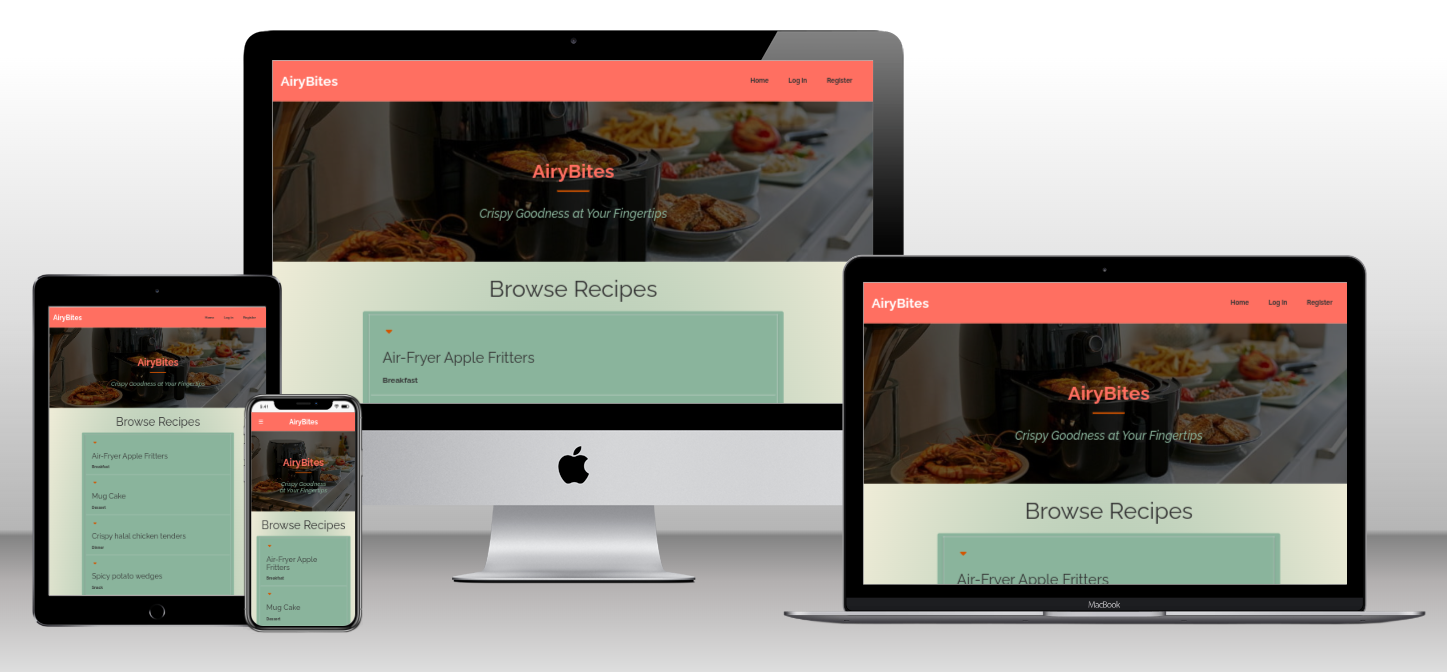 AiryBites
Home Log In Register
AiryBites
Crispy Goodness at Your Fingertips
Browse Recipes
Air-Fryer Apple Fritters
Breakfast
AiryBites
Home Log In Register
AiryBites
Crispy Goodness at Your Fingertips
Browse Recipes
Air-Fryer Apple Fritters
Breakfast
Mug Cake
Dessert
Crispy halal chicken tenders
Dinner
Spicy potato wedges
Snack
AiryBites
AiryBites
Crispy Goodness
at Your Fingertips
Browse Recipes
Air-Fryer Apple
Fritters
Breakfast
Mug Cake
Dessert
AiryBites
Home Log In Register
AiryBites
Crispy Goodness at Your Fingertips
Browse Recipes
Air-Fryer Apple Fritters
MacBook